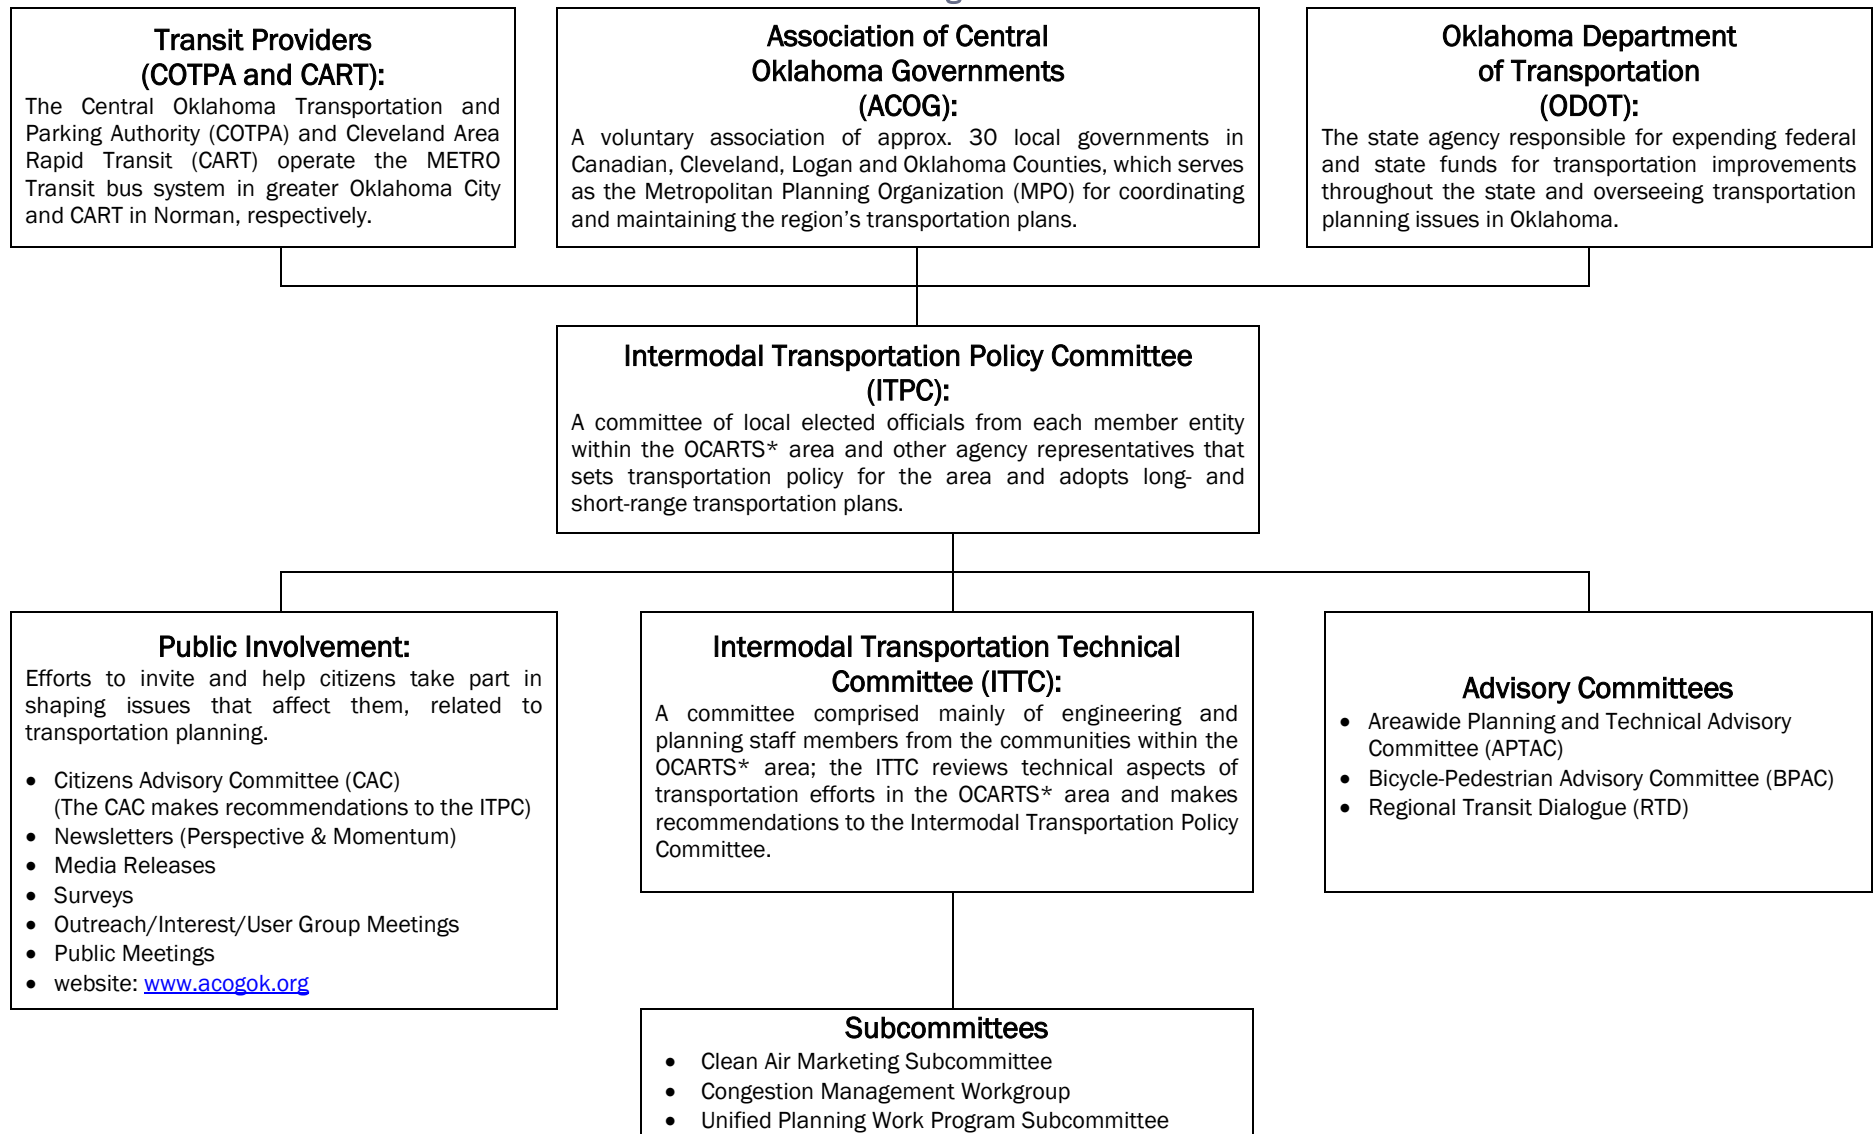 Transit Providers
(COTPA and CART):
The Central Oklahoma Transportation and
Parking Authority (COTPA) and Cleveland Area
Rapid Transit (CART) operate the METRO
Transit bus system in greater Oklahoma City
and CART in Norman, respectively.
Association of Central
Oklahoma Governments
(ACOG):
A voluntary association of approx. 30 local governments in
Canadian, Cleveland, Logan and Oklahoma Counties, which serves
as the Metropolitan Planning Organization (MPO) for coordinating
and maintaining the region’s transportation plans.
Oklahoma Department
of Transportation
(ODOT):
The state agency responsible for expending federal
and state funds for transportation improvements
throughout the state and overseeing transportation
planning issues in Oklahoma.
Intermodal Transportation Policy Committee
(ITPC):
A committee of local elected officials from each member entity
within the OCARTS* area and other agency representatives that
sets transportation policy for the area and adopts long- and
short-range transportation plans.
Public Involvement:
Efforts to invite and help citizens take part in
shaping issues that affect them, related to
transportation planning.
• Citizens Advisory Committee (CAC)
(The CAC makes recommendations to the ITPC)
• Newsletters (Perspective & Momentum)
• Media Releases
• Surveys
• Outreach/Interest/User Group Meetings
• Public Meetings
• website: www.acogok.org
Intermodal Transportation Technical
Committee (ITTC):
A committee comprised mainly of engineering and
planning staff members from the communities within the
OCARTS* area; the ITTC reviews technical aspects of
transportation efforts in the OCARTS* area and makes
recommendations to the Intermodal Transportation Policy
Committee.
Advisory Committees
• Areawide Planning and Technical Advisory
Committee (APTAC)
• Bicycle-Pedestrian Advisory Committee (BPAC)
• Regional Transit Dialogue (RTD)
Subcommittees
• Clean Air Marketing Subcommittee
• Congestion Management Workgroup
• Unified Planning Work Program Subcommittee